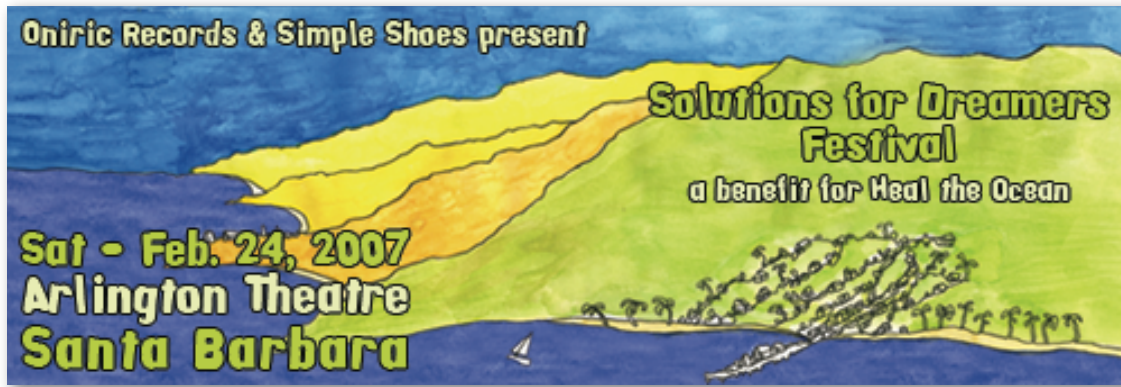 Oniric Records & Simple Shoes present
Solutions for Dreamers
Festival
a benefit for Heal the Ocean
Sat - Feb. 24, 2007
Arlington Theatre
Santa Barbara